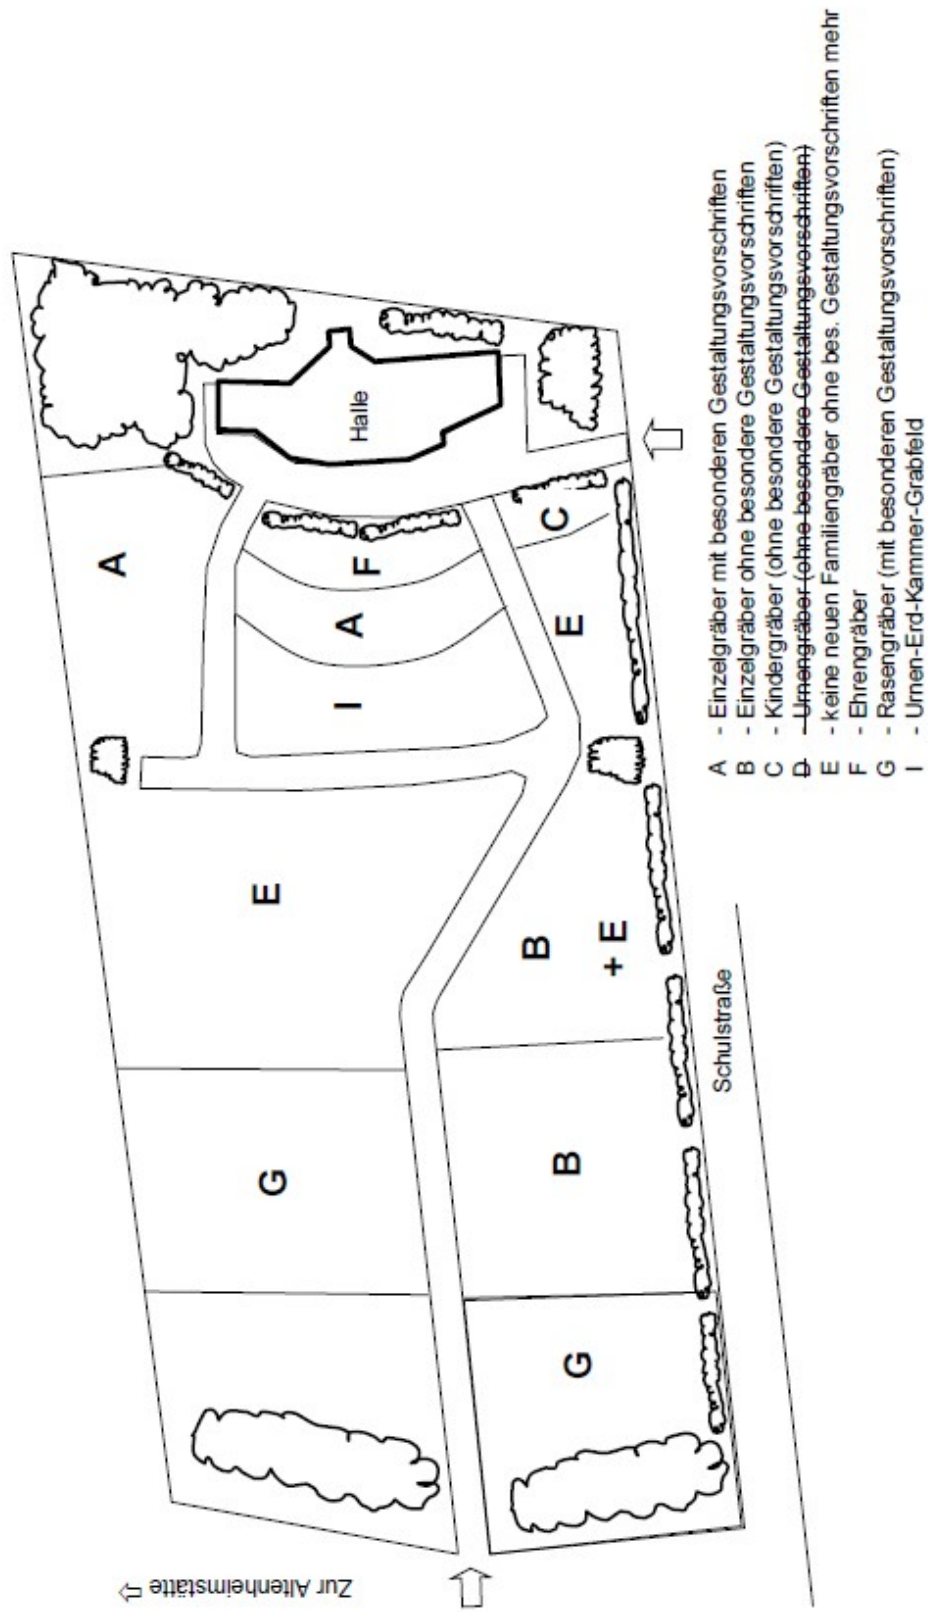 Halle
A
F
C
A
E
I
E
B
+ E
G
B
G
Schulstraße
Zur Altenheimstätte ⇨
A - Einzelgräber mit besonderen Gestaltungsvorschriften
B - Einzelgräber ohne besondere Gestaltungsvorschriften
C - Kindergräber (ohne besondere Gestaltungsvorschriften)
D - Urnengräber (ohne besondere Gestaltungsvorschriften)
E - keine neuen Familiengräber ohne bes. Gestaltungsvorschriften mehr
F - Ehrengräber
G - Rasengräber (mit besonderen Gestaltungsvorschriften)
I - Urnen-Erd-Kammer-Grabfeld